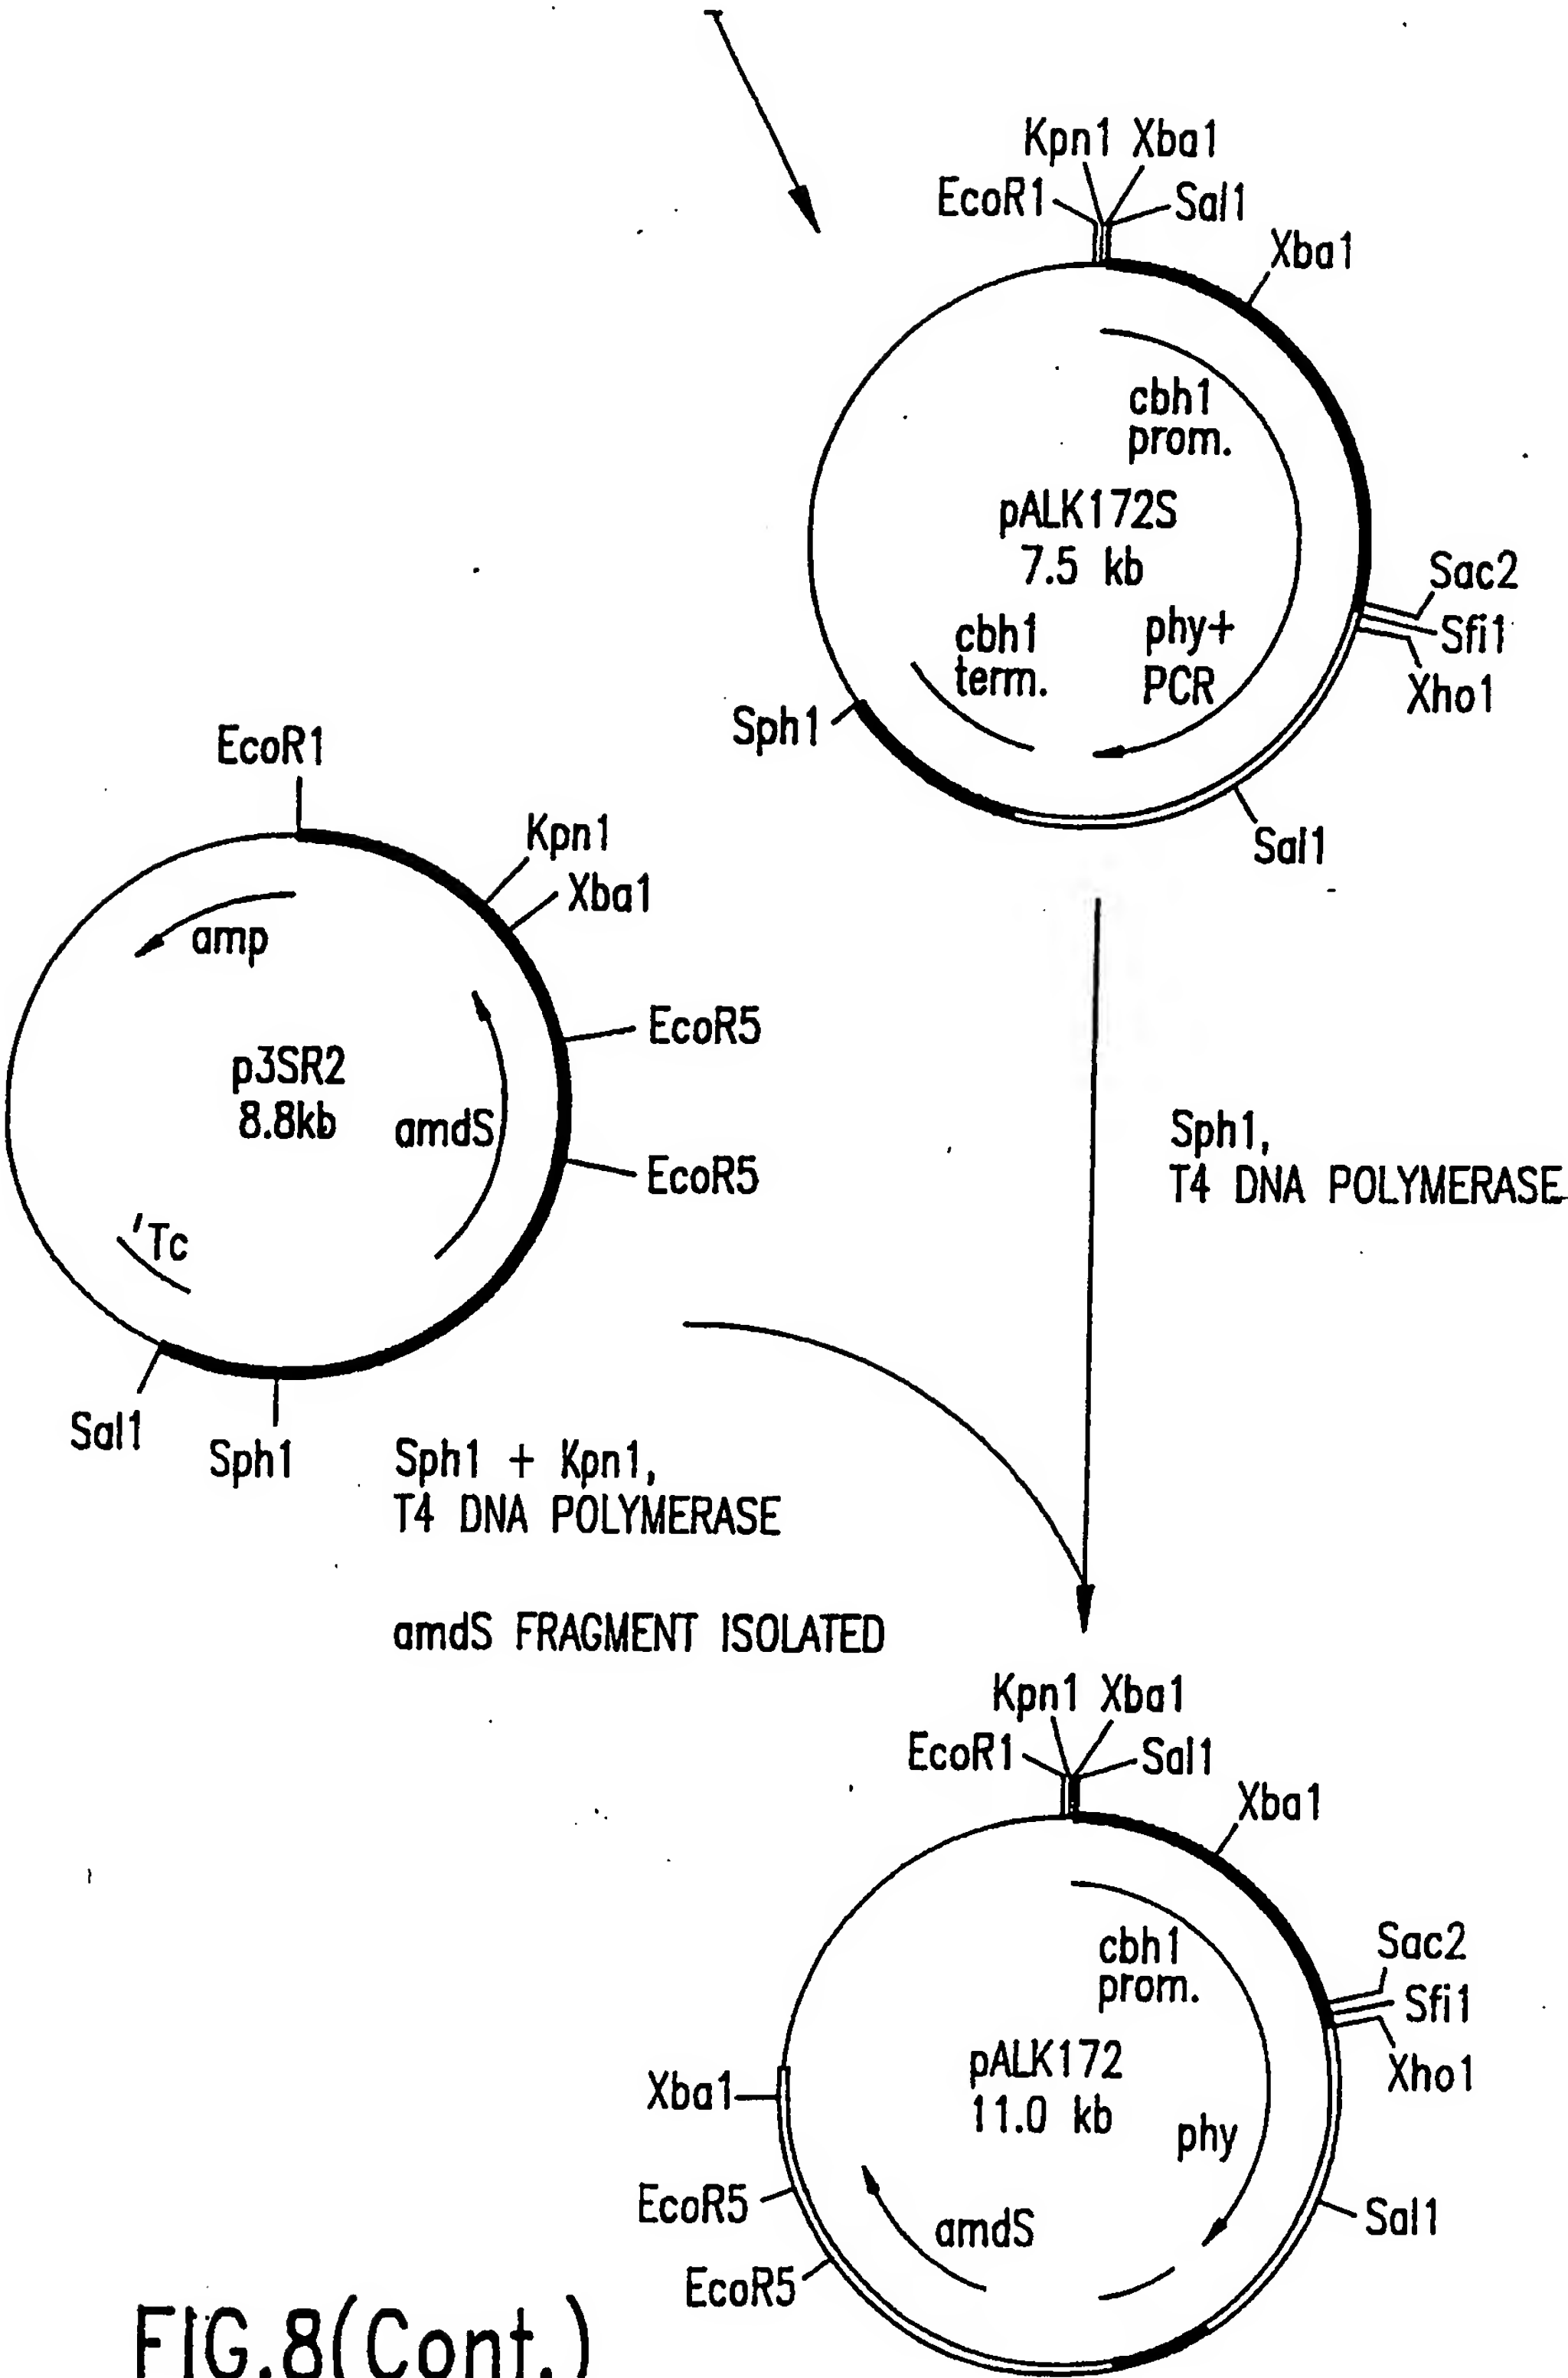 Kpn1 Xba1
EcoR1 Sal1
Xba1
cbh1
prom.
pALK172S
7.5 kb
Sac2
Sfi1
Xho1
cbh1
term.
phy+
PCR
Sph1
Sal1
EcoR1
Kpn1
Xba1
amp
EcoR5
p3SR2
8.8kb
amdS
EcoR5
'Tc
Sal1
Sph1
Sph1,
T4 DNA POLYMERASE
Sph1 + Kpn1,
T4 DNA POLYMERASE
amdS FRAGMENT ISOLATED
Kpn1 Xba1
EcoR1 Sal1
Xba1
cbh1
prom.
Sac2
Sfi1
Xho1
pALK172
11.0 kb
Xba1
phy
EcoR5
amdS
Sal1
EcoR5
FIG.8(Cont.)